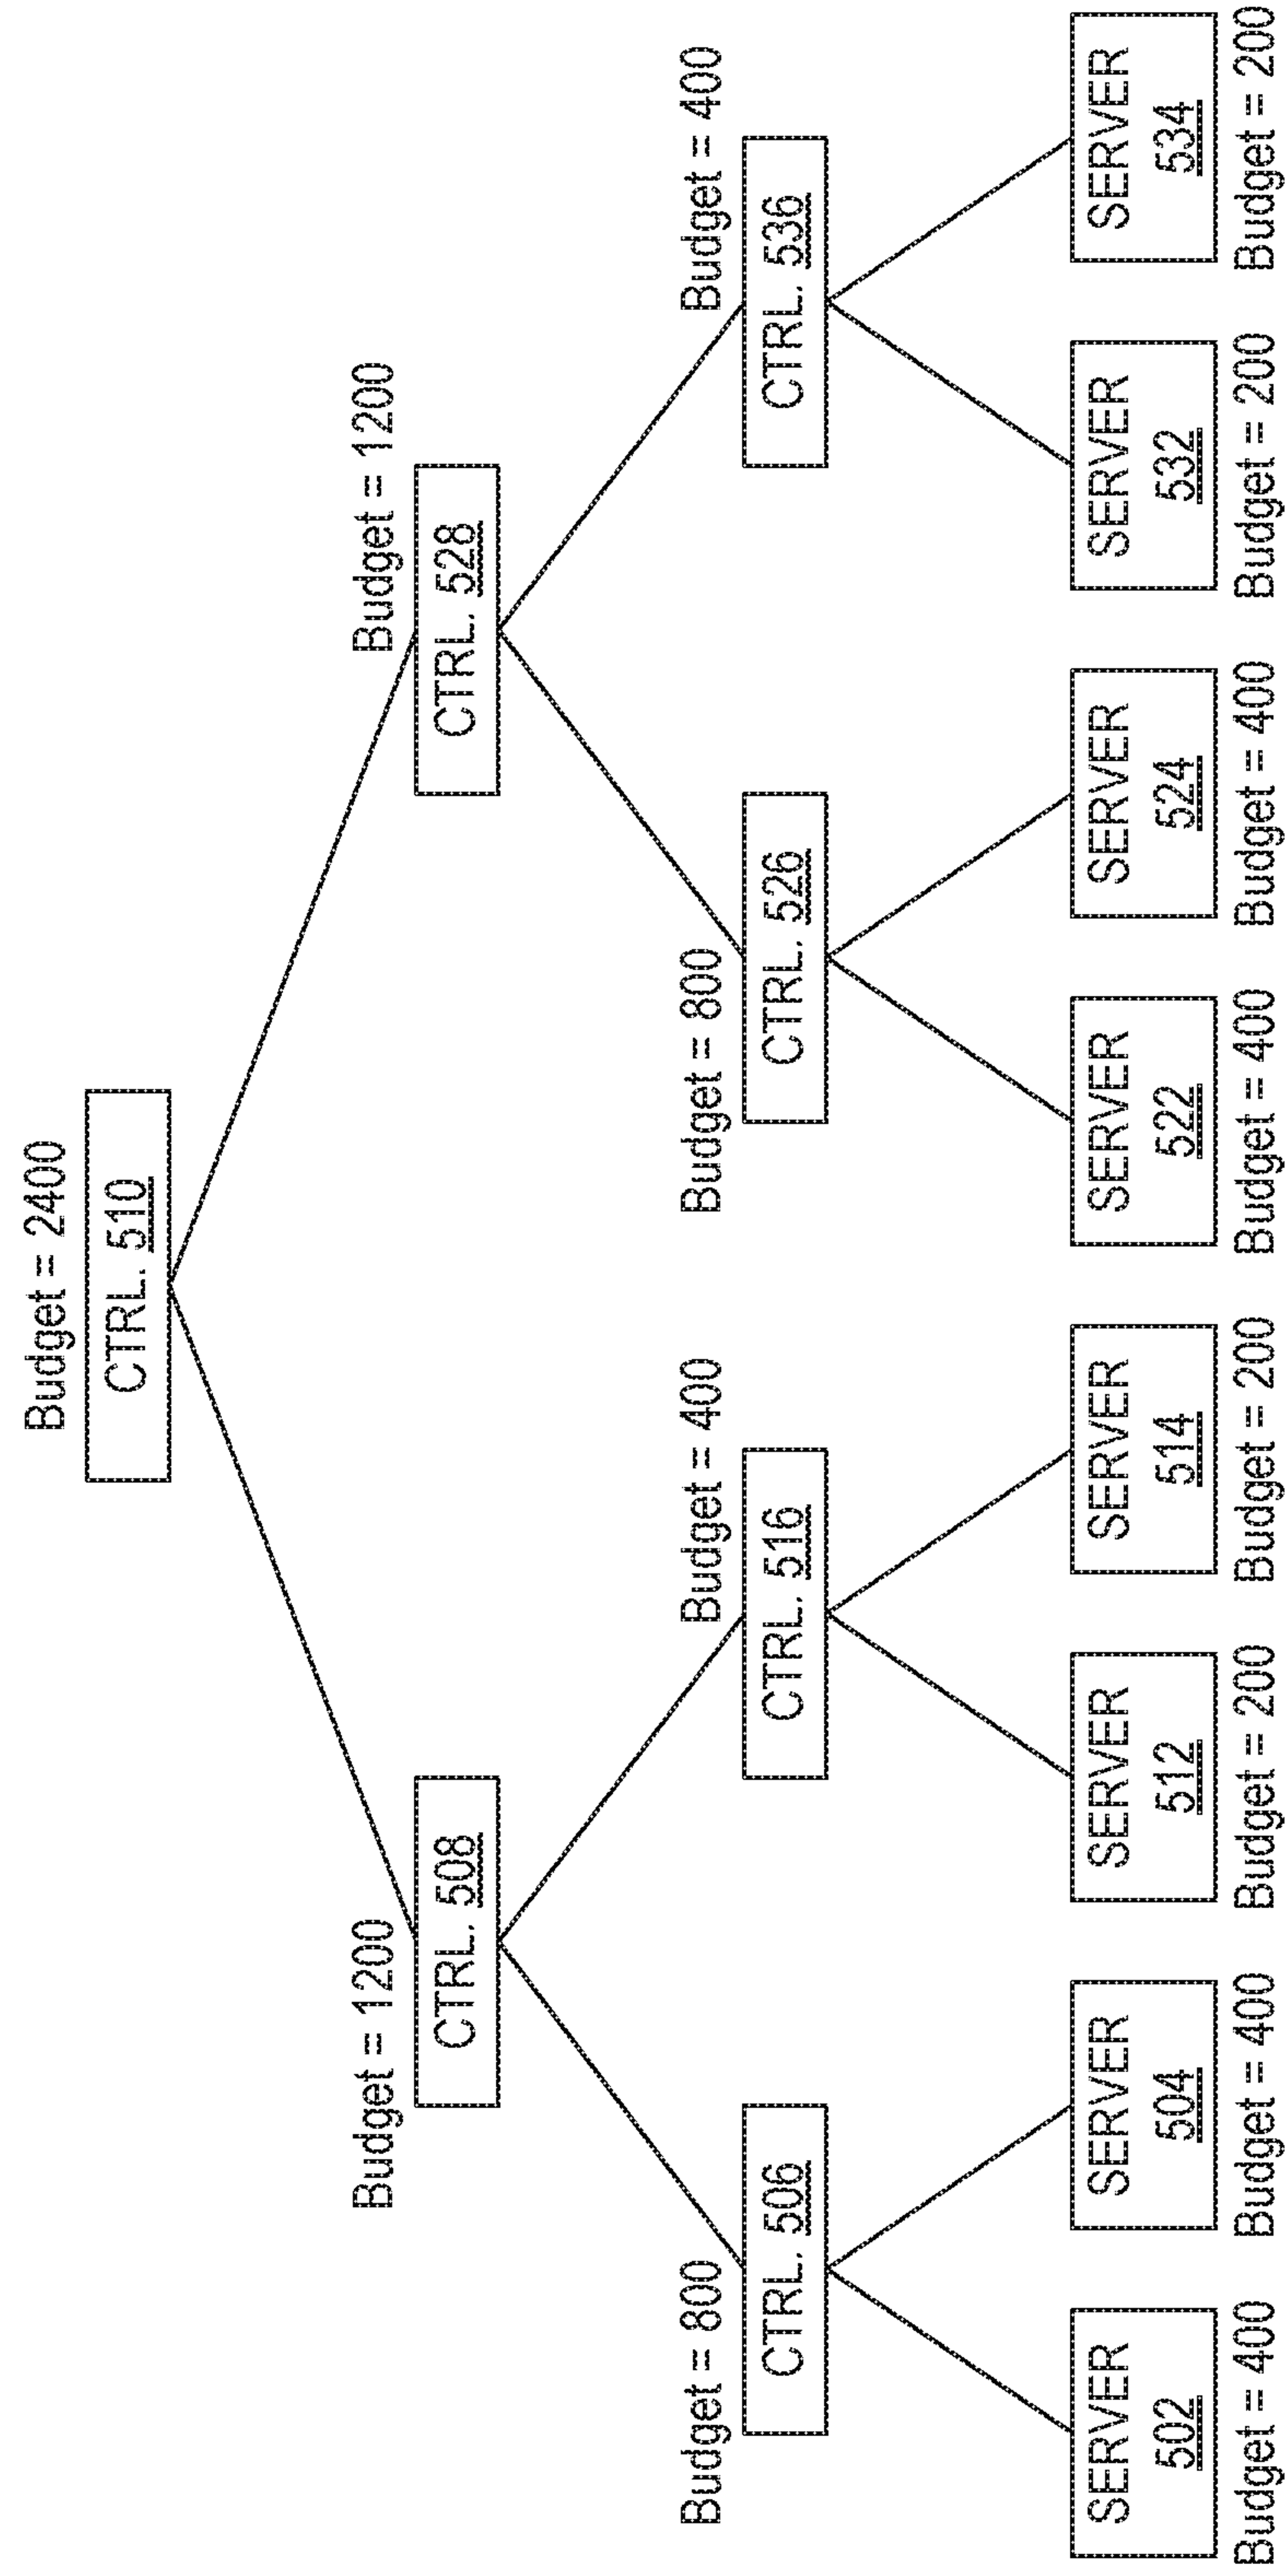 Budget = 2400
CTRL. 510
Budget = 1200
CTRL. 508
Budget = 1200
CTRL. 528
Budget = 800
CTRL. 506
Budget = 400
CTRL. 516
Budget = 800
CTRL. 526
Budget = 400
CTRL. 536
SERVER
502
Budget = 400
SERVER
504
Budget = 400
SERVER
512
Budget = 200
SERVER
514
Budget = 200
SERVER
522
Budget = 400
SERVER
524
Budget = 400
SERVER
532
Budget = 200
SERVER
534
Budget = 200